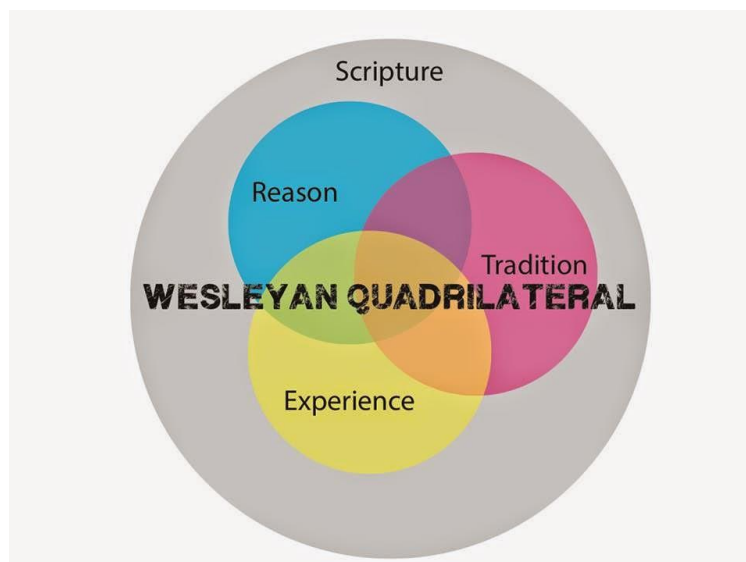 Scripture
Reason
Tradition
WESLEYAN QUADRILATERAL
Experience